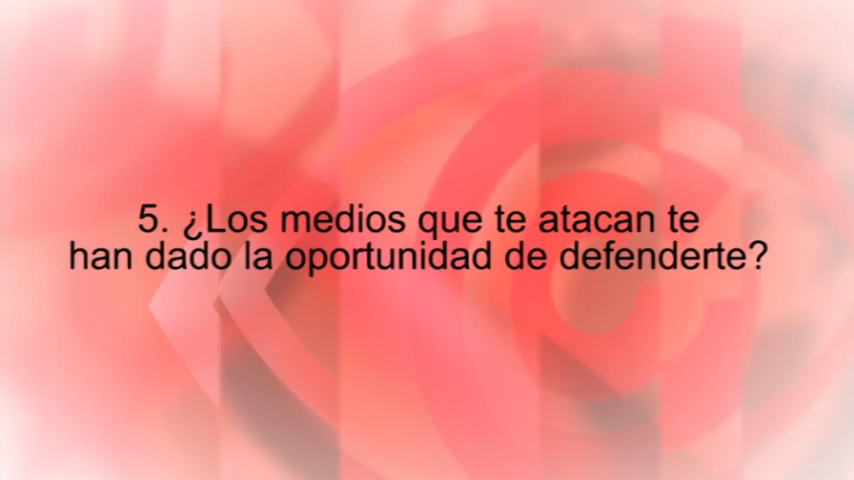 5. ¿Los medios que te atacan te
han dado la oportunidad de defenderte?